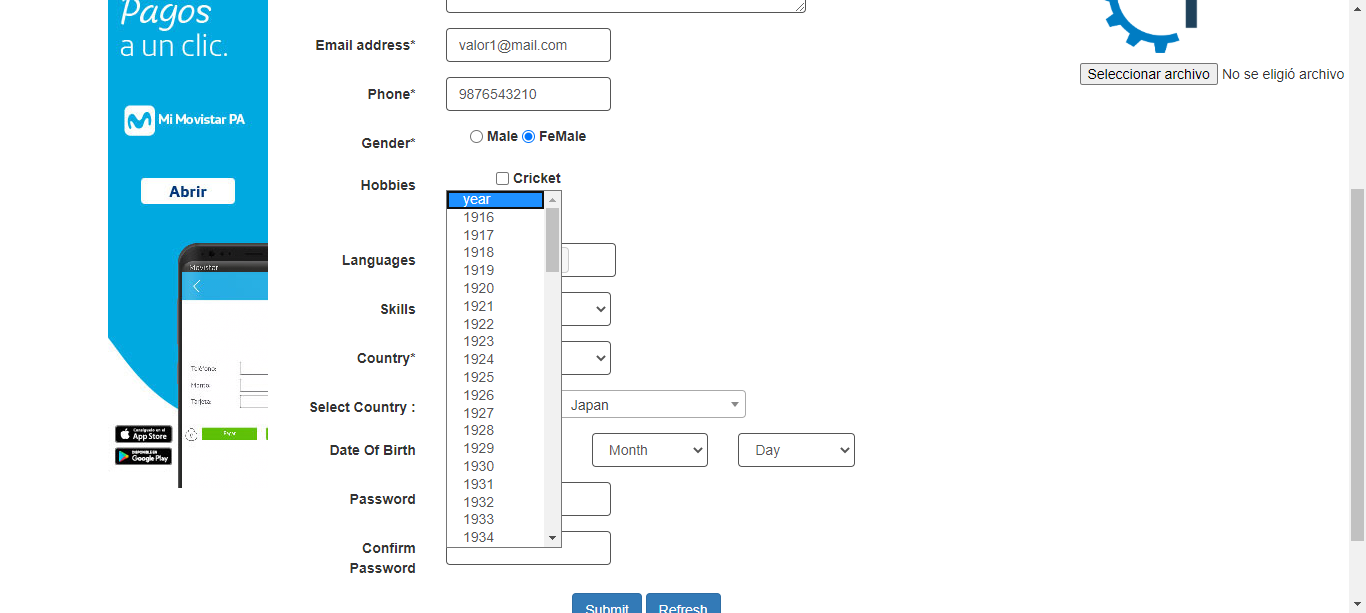 Pagos
a un clic.
Mi Movistar PA
Abrir
Movistar
Teléfono:
Monto:
Tarjeta:
Pagar
App Store
DISPONIBLE EN
Google Play
Email address*
valor1@mail.com
Phone*
9876543210
Gender*
Male FeMale
Hobbies
Cricket
year
1916
1917
1918
1919
1920
1921
1922
1923
1924
1925
1926
1927
1928
1929
1930
1931
1932
1933
1934
Languages
Skills
Country*
Select Country :
Japan
Date Of Birth
Month
Day
Password
Confirm
Password
Submit Refresh
Seleccionar archivo No se eligió archivo